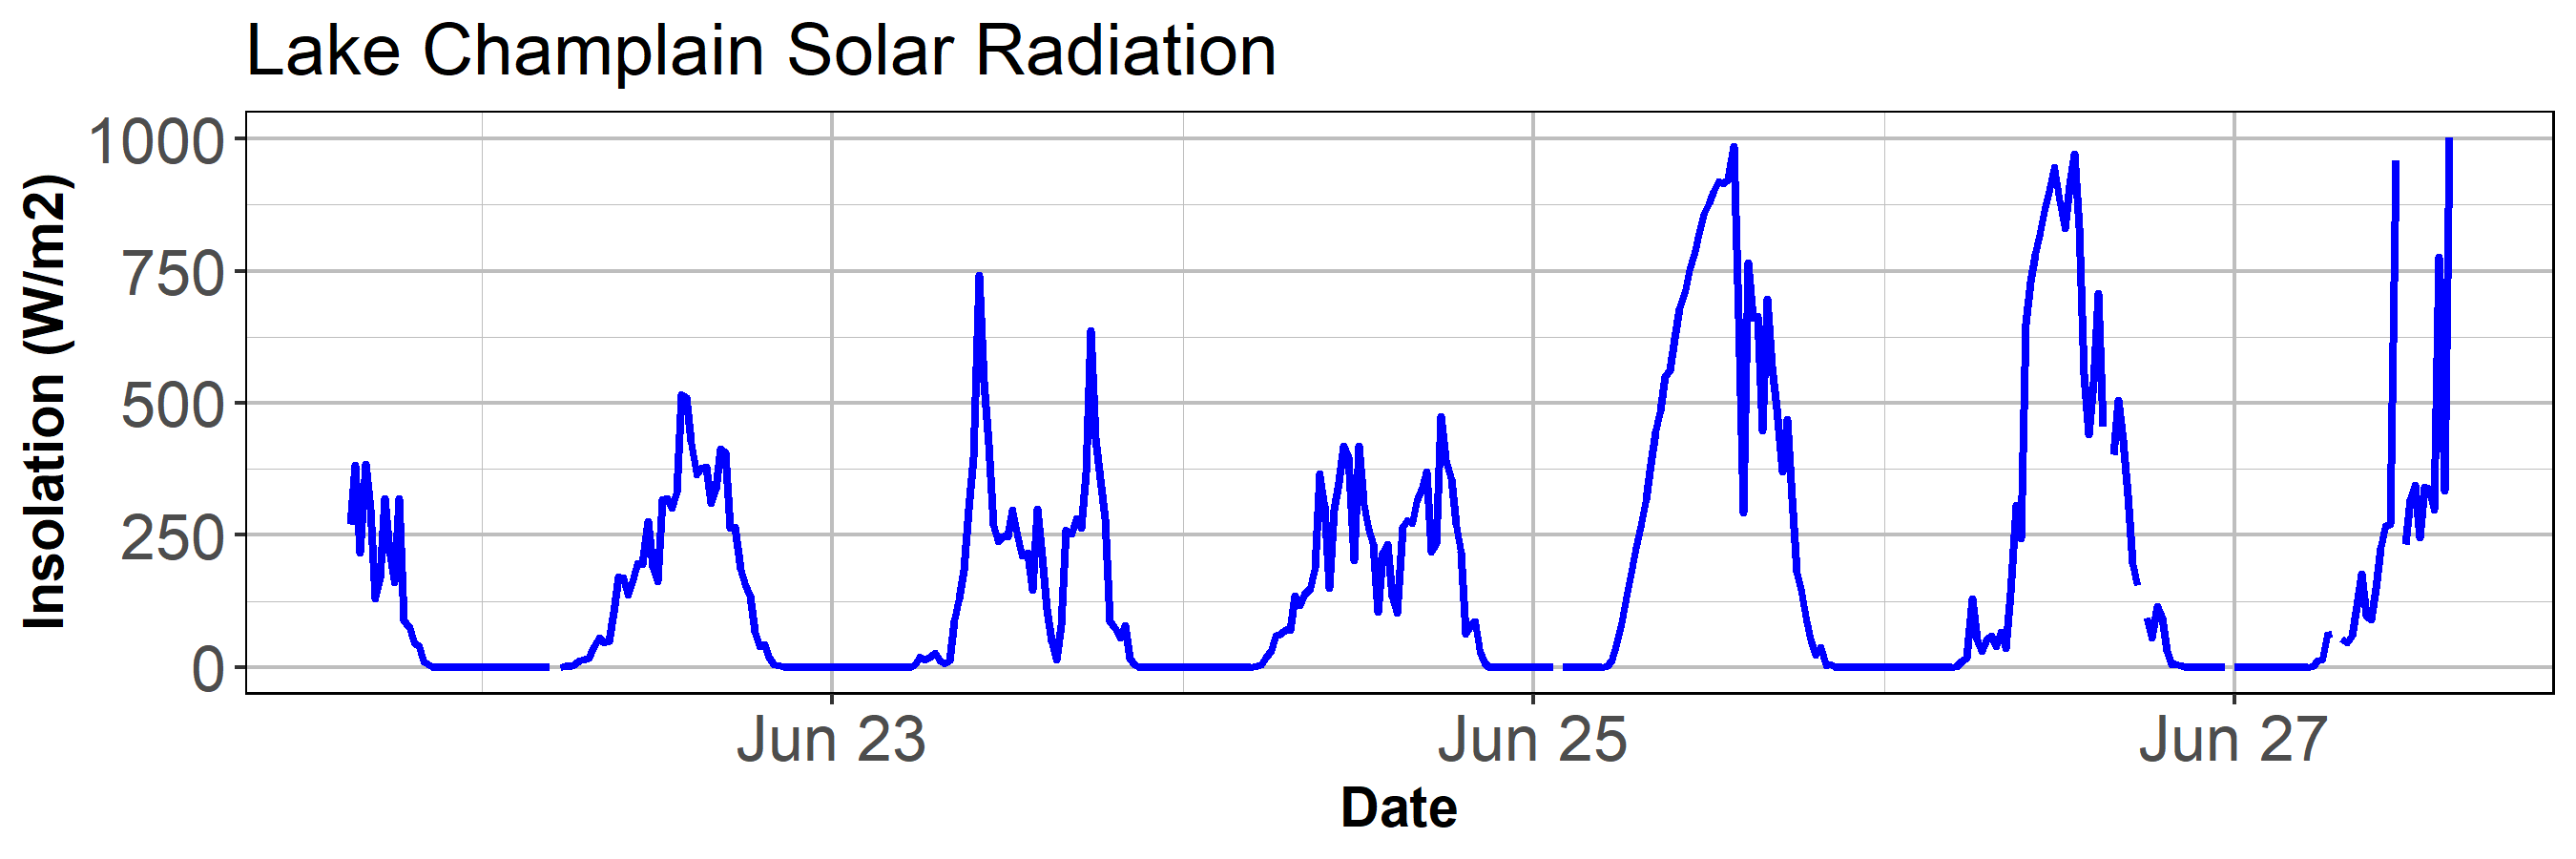 Lake Champlain Solar Radiation
1000
750
500
250
0
Insolation (W/m2)
Jun 23 Jun 25 Jun 27
Date